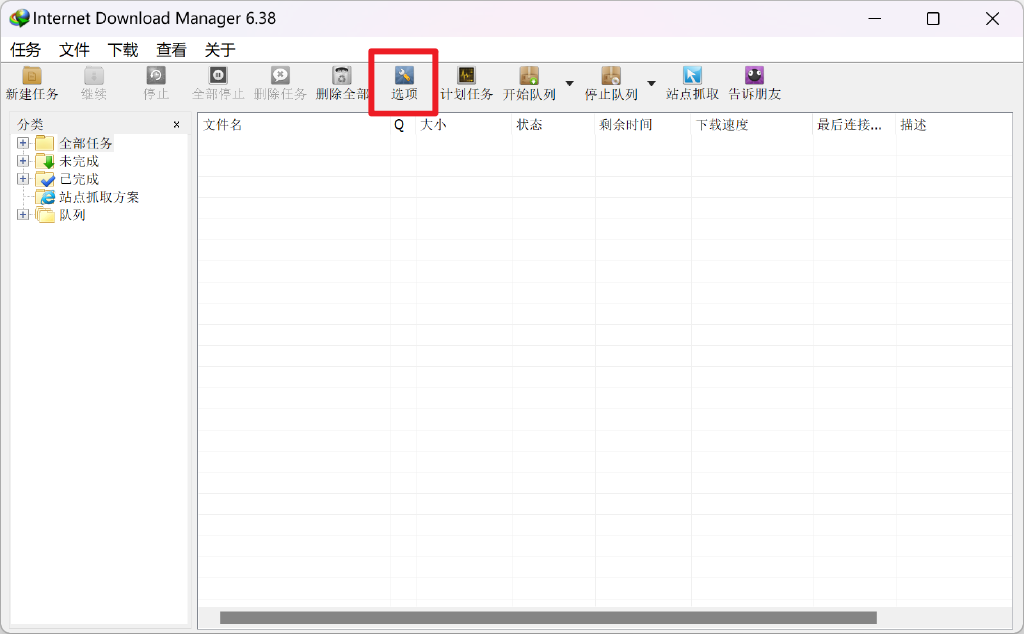 Internet Download Manager 6.38
任务 文件 下载 查看 关于
新建任务 继续 停止 全部停止 删除任务 删除全部 选项 计划任务 开始队列 停止队列 站点抓取 告诉朋友
分类
文件名 Q 大小 状态 剩余时间 下载速度 最后连接... 描述
全部任务
未完成
已完成
站点抓取方案
队列